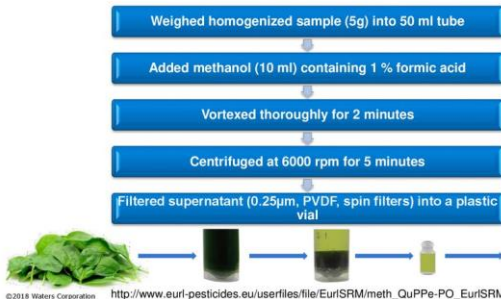 Weighed homogenized sample (5g) into 50 ml tube
Added methanol (10 ml) containing 1 % formic acid
Vortexed thoroughly for 2 minutes
Centrifuged at 6000 rpm for 5 minutes
Filtered supernatant (0.25µm, PVDF, spin filters) into a plastic
vial
©2018 Waters Corporation http://www.eurl-pesticides.eu/userfiles/file/EurlSRM/meth_QuPPe-PO_EurlSRM